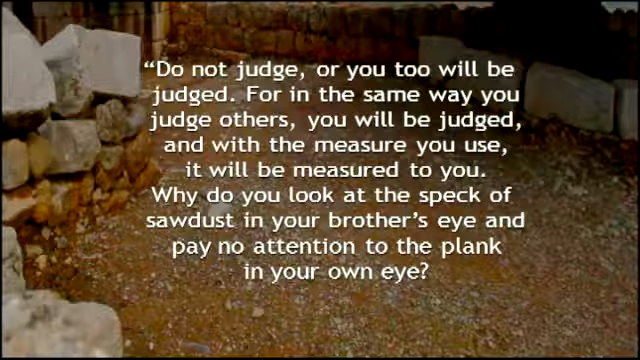 “Do not judge, or you too will be
judged. For in the same way you
judge others, you will be judged,
and with the measure you use,
it will be measured to you.
Why do you look at the speck of
sawdust in your brother’s eye and
pay no attention to the plank
in your own eye?